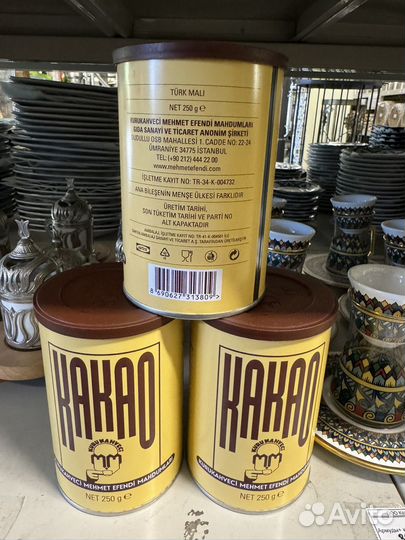 TÜRK MALI
NET 250 g ℮
KURUKAHVECİ MEHMET EFENDİ MAHDUMLARI
GIDA SANAYİ VE TİCARET ANONİM ŞİRKETİ
DUDULLU OSB MAHALLESİ 1. CADDE NO: 22-24
ÜMRANİYE 34775 İSTANBUL
TEL: (+90 212) 444 22 00
www.mehmetefendi.com
İŞLETME KAYIT NO: TR-34-K-004732
ANA BİLEŞENİN MENŞE ÜLKESİ FARKLIDIR
ÜRETİM TARİHİ,
SON TÜKETİM TARİHİ VE PARTİ NO
ALT KAPAKTADIR
8 690627 313809 >
KAKAO
KURUKAHVECİ
MM
KURUKAHVECİ MEHMET EFENDİ MAHDUMLARI
NET 250 g ℮
KAKAO
KURUKAHVECİ
MM
KURUKAHVECİ MEHMET EFENDİ MAHDUMLARI
NET 250 g ℮
Avito